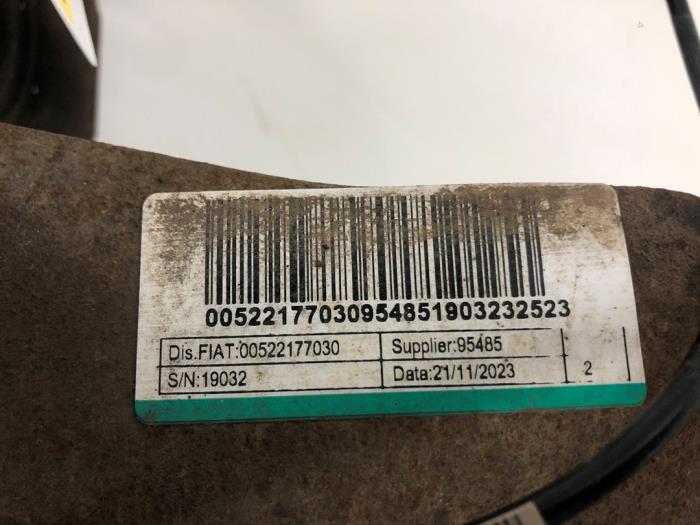 00522177030954851903232523
Dis.FIAT:00522177030 Supplier:95485
S/N:19032 Data:21/11/2023 2